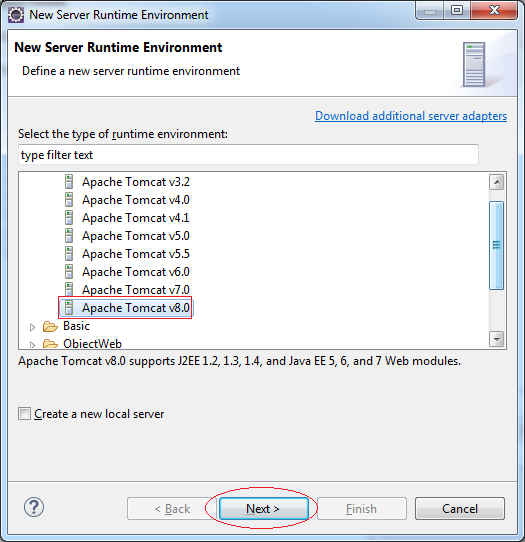 New Server Runtime Environment
New Server Runtime Environment
Define a new server runtime environment
Download additional server adapters
Select the type of runtime environment:
type filter text
Apache Tomcat v3.2
Apache Tomcat v4.0
Apache Tomcat v4.1
Apache Tomcat v5.0
Apache Tomcat v5.5
Apache Tomcat v6.0
Apache Tomcat v7.0
Apache Tomcat v8.0
Basic
ObjectWeb
Apache Tomcat v8.0 supports J2EE 1.2, 1.3, 1.4, and Java EE 5, 6, and 7 Web modules.
Create a new local server
? < Back Next > Finish Cancel